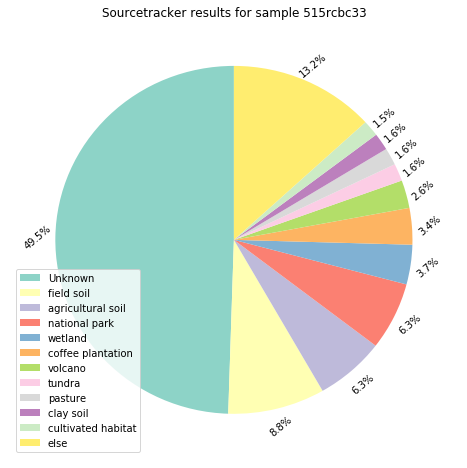 Sourcetracker results for sample 515rcbc33
13.2%
1.5%
1.6%
1.6%
1.6%
2.6%
3.4%
3.7%
6.3%
6.3%
8.8%
49.5%
Unknown
field soil
agricultural soil
national park
wetland
coffee plantation
volcano
tundra
pasture
clay soil
cultivated habitat
else